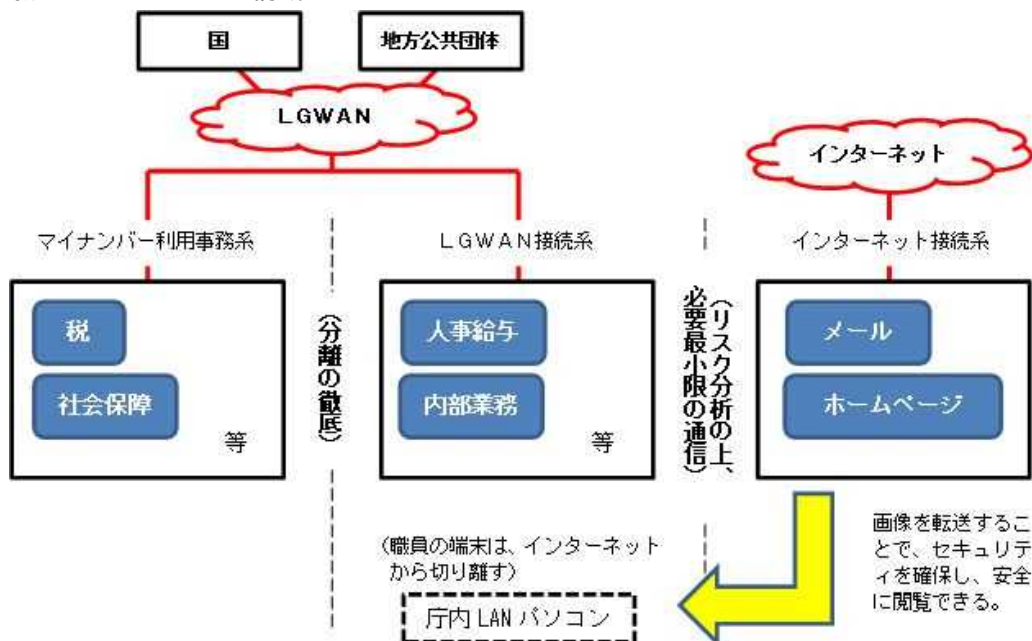 国
地方公共団体
LGWAN
インターネット
マイナンバー利用事務系
LGWAN接続系
インターネット接続系
税
社会保障
等
(分離の徹底)
人事給与
内部業務
等
(リスク分析の上、
必要最小限の通信)
メール
ホームページ
(職員の端末は、インターネット
から切り離す)
庁内 LAN パソコン
画像を転送するこ
とで、セキュリテ
ィを確保し、安全
に閲覧できる。